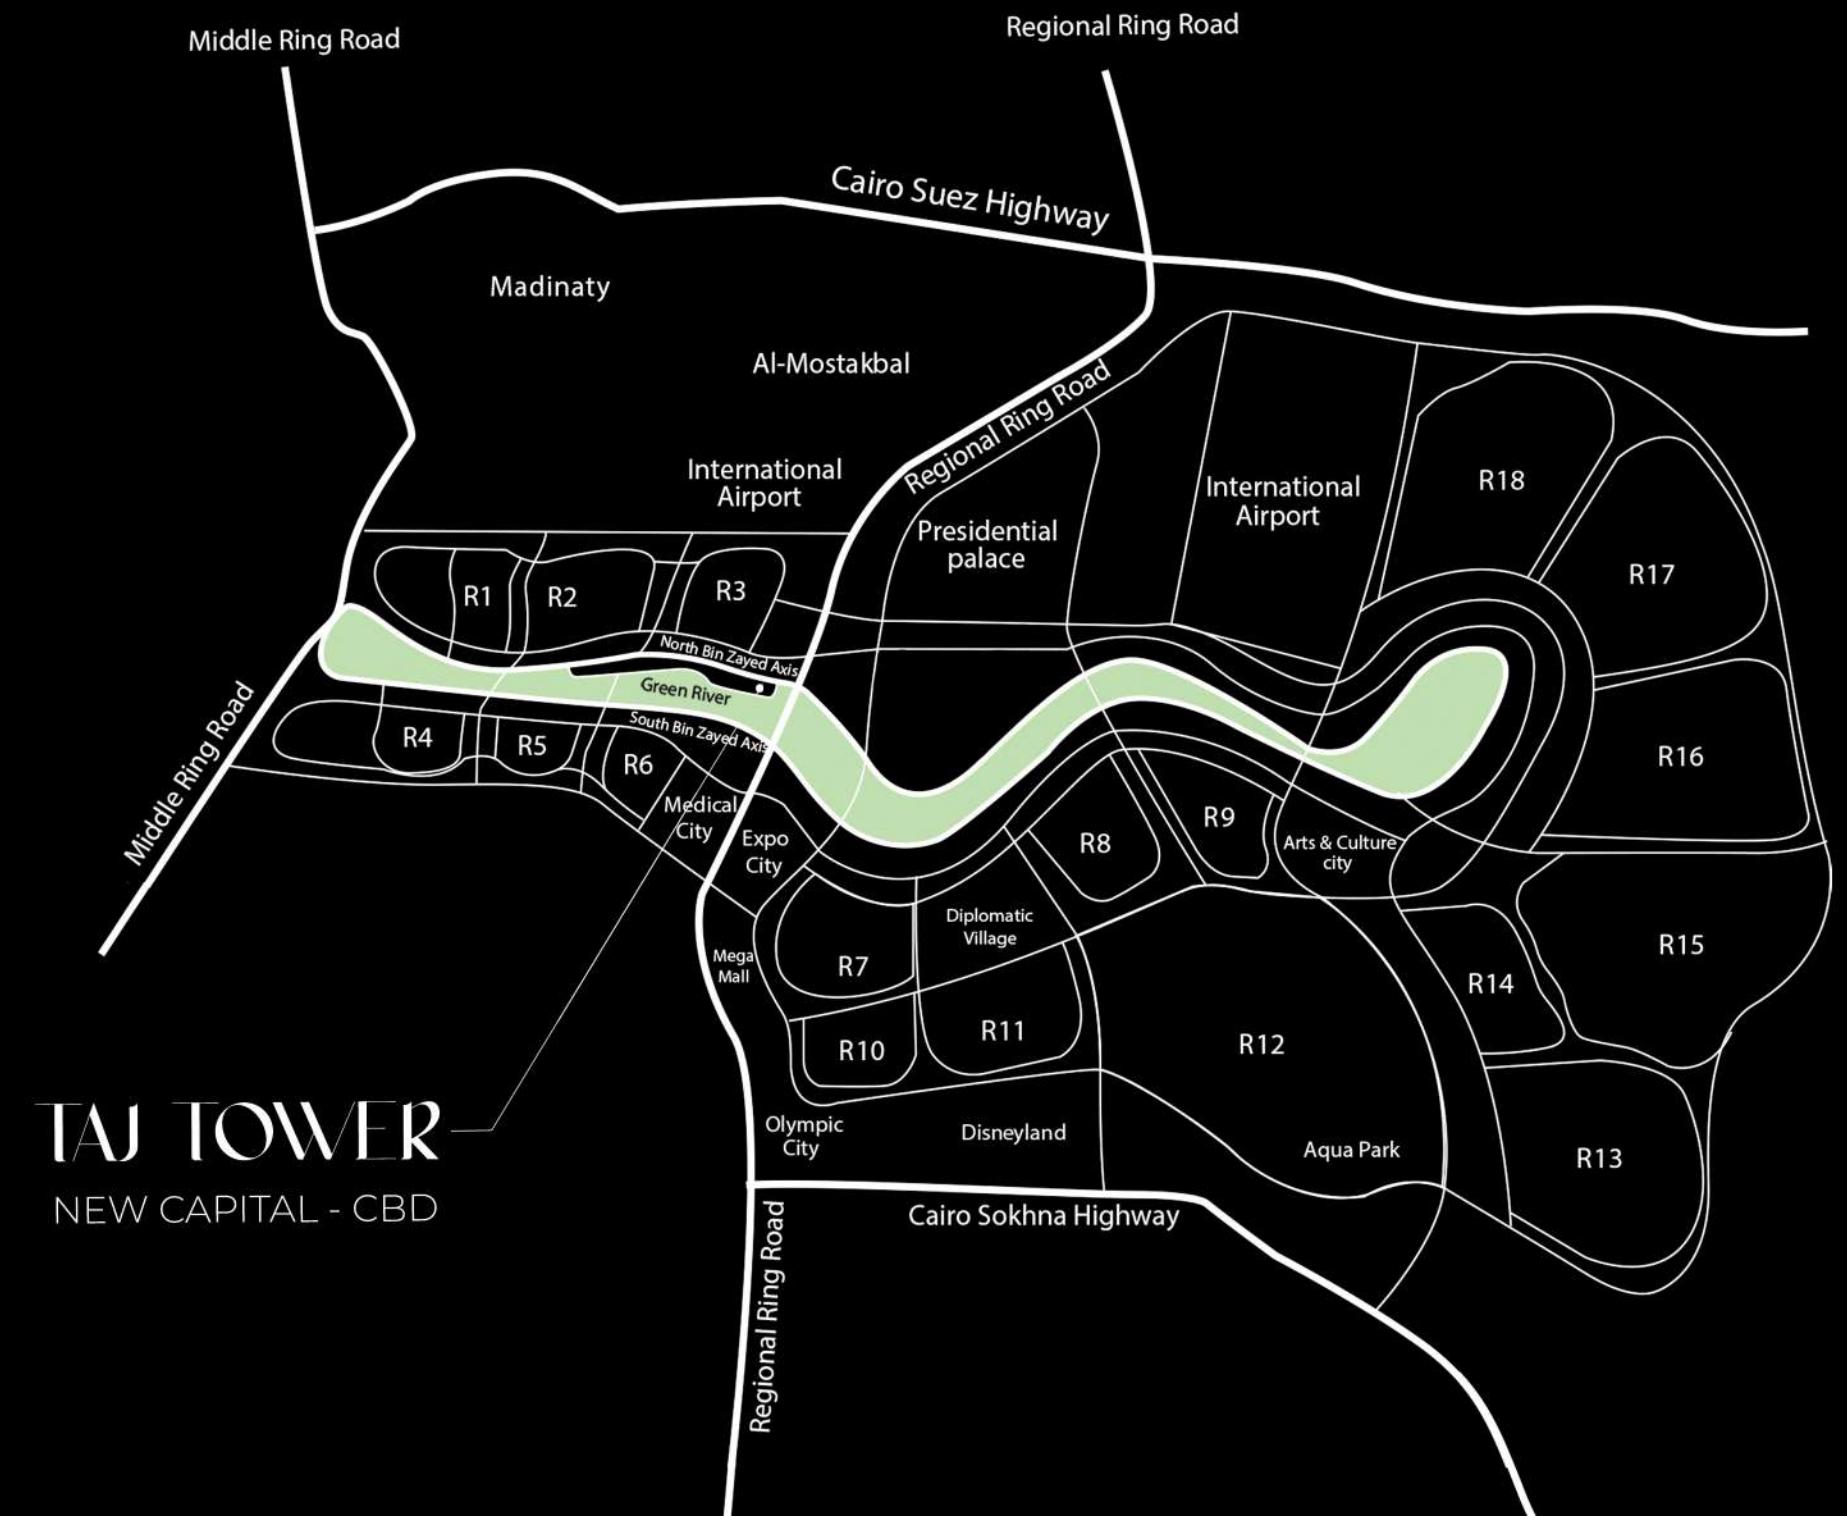 Middle Ring Road
Regional Ring Road
Cairo Suez Highway
Madinaty
Al-Mostakbal
Regional Ring Road
International
Airport
International
Airport
R18
Presidential
palace
R17
R1
R2
R3
North Bin Zayed Axis
Green River
South Bin Zayed Axis
Middle Ring Road
R4
R5
R6
R16
Medical
City
Expo
City
R8
R9
Arts & Culture
city
Diplomatic
Village
R7
Mega
Mall
R15
R14
R10
R11
R12
TAJ TOWER
NEW CAPITAL - CBD
Olympic
City
Disneyland
Aqua Park
R13
Cairo Sokhna Highway
Regional Ring Road